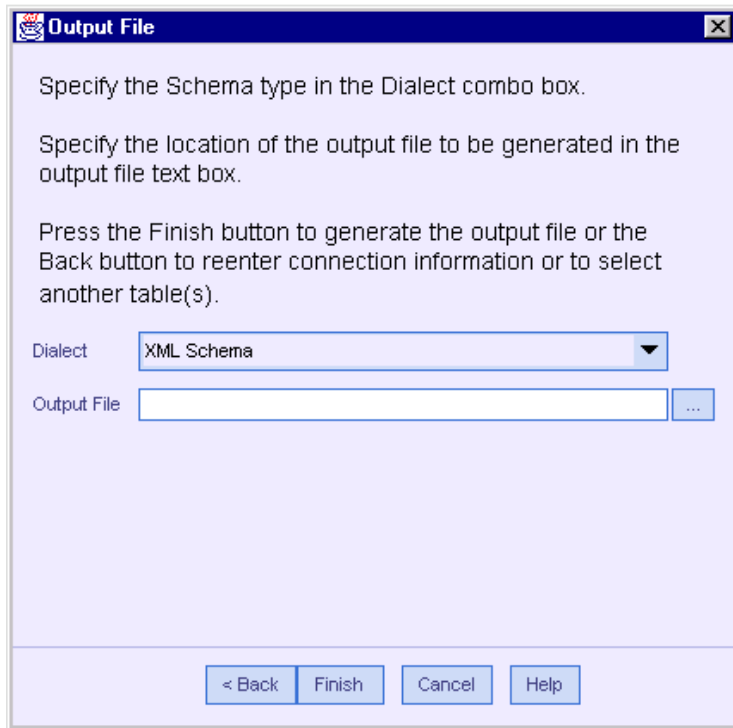 Output File
Specify the Schema type in the Dialect combo box.
Specify the location of the output file to be generated in the
output file text box.
Press the Finish button to generate the output file or the
Back button to reenter connection information or to select
another table(s).
Dialect XML Schema
Output File ...
< Back Finish Cancel Help